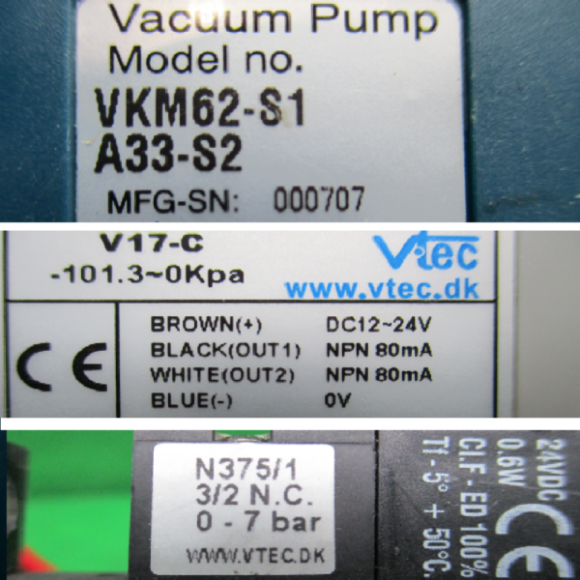 Vacuum Pump
Model no.
VKM62-S1
A33-S2
MFG-SN: 000707
V17-C
-101.3~0Kpa
Vtec
www.vtec.dk
CE
BROWN(+) DC12~24V
BLACK(OUT1) NPN 80mA
WHITE(OUT2) NPN 80mA
BLUE(-) 0V
N375/1
3/2 N.C.
0 - 7 bar
WWW.VTEC.DK
24VDC
0.6W
Cl.F - ED 100%
Tf - 5° + 50°C
CE